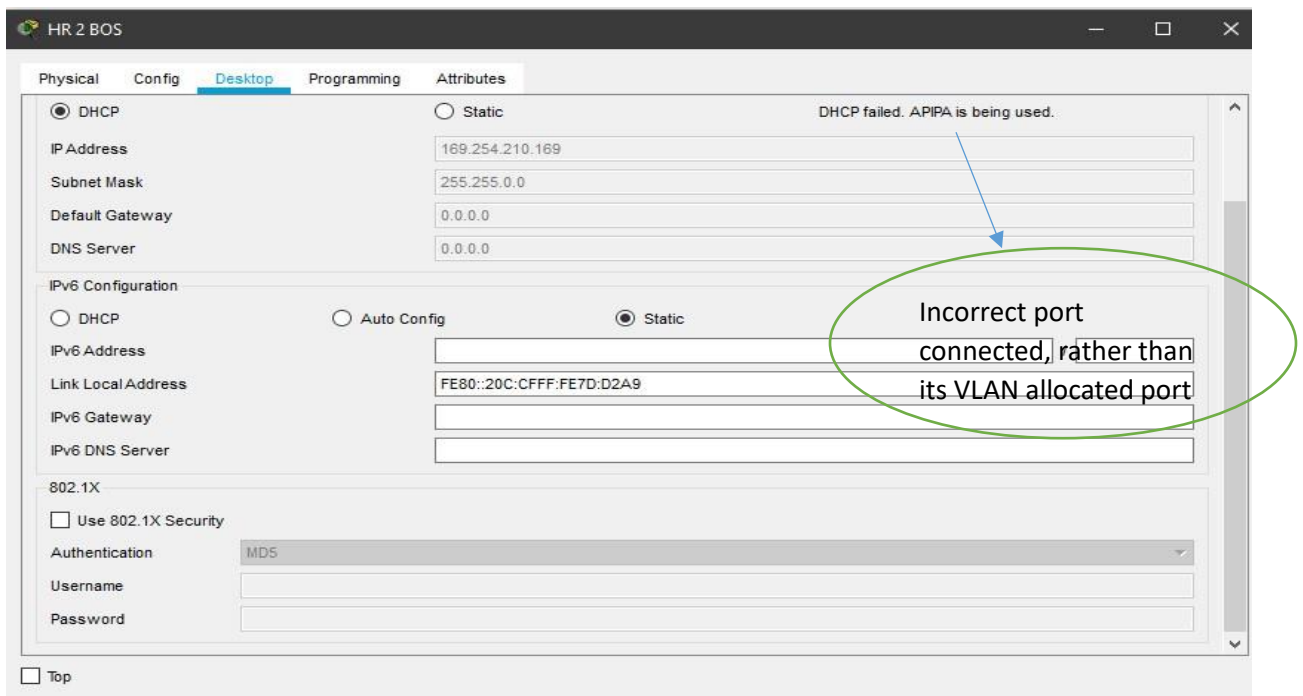 HR 2 BOS
Physical Config Desktop Programming Attributes
DHCP Static DHCP failed. APIPA is being used.
IP Address 169.254.210.169
Subnet Mask 255.255.0.0
Default Gateway 0.0.0.0
DNS Server 0.0.0.0
IPv6 Configuration
DHCP Auto Config Static
IPv6 Address
Link Local Address FE80::20C:CFFF:FE7D:D2A9
IPv6 Gateway
IPv6 DNS Server
Incorrect port
connected, rather than
its VLAN allocated port
802.1X
Use 802.1X Security
Authentication MD5
Username
Password
Top